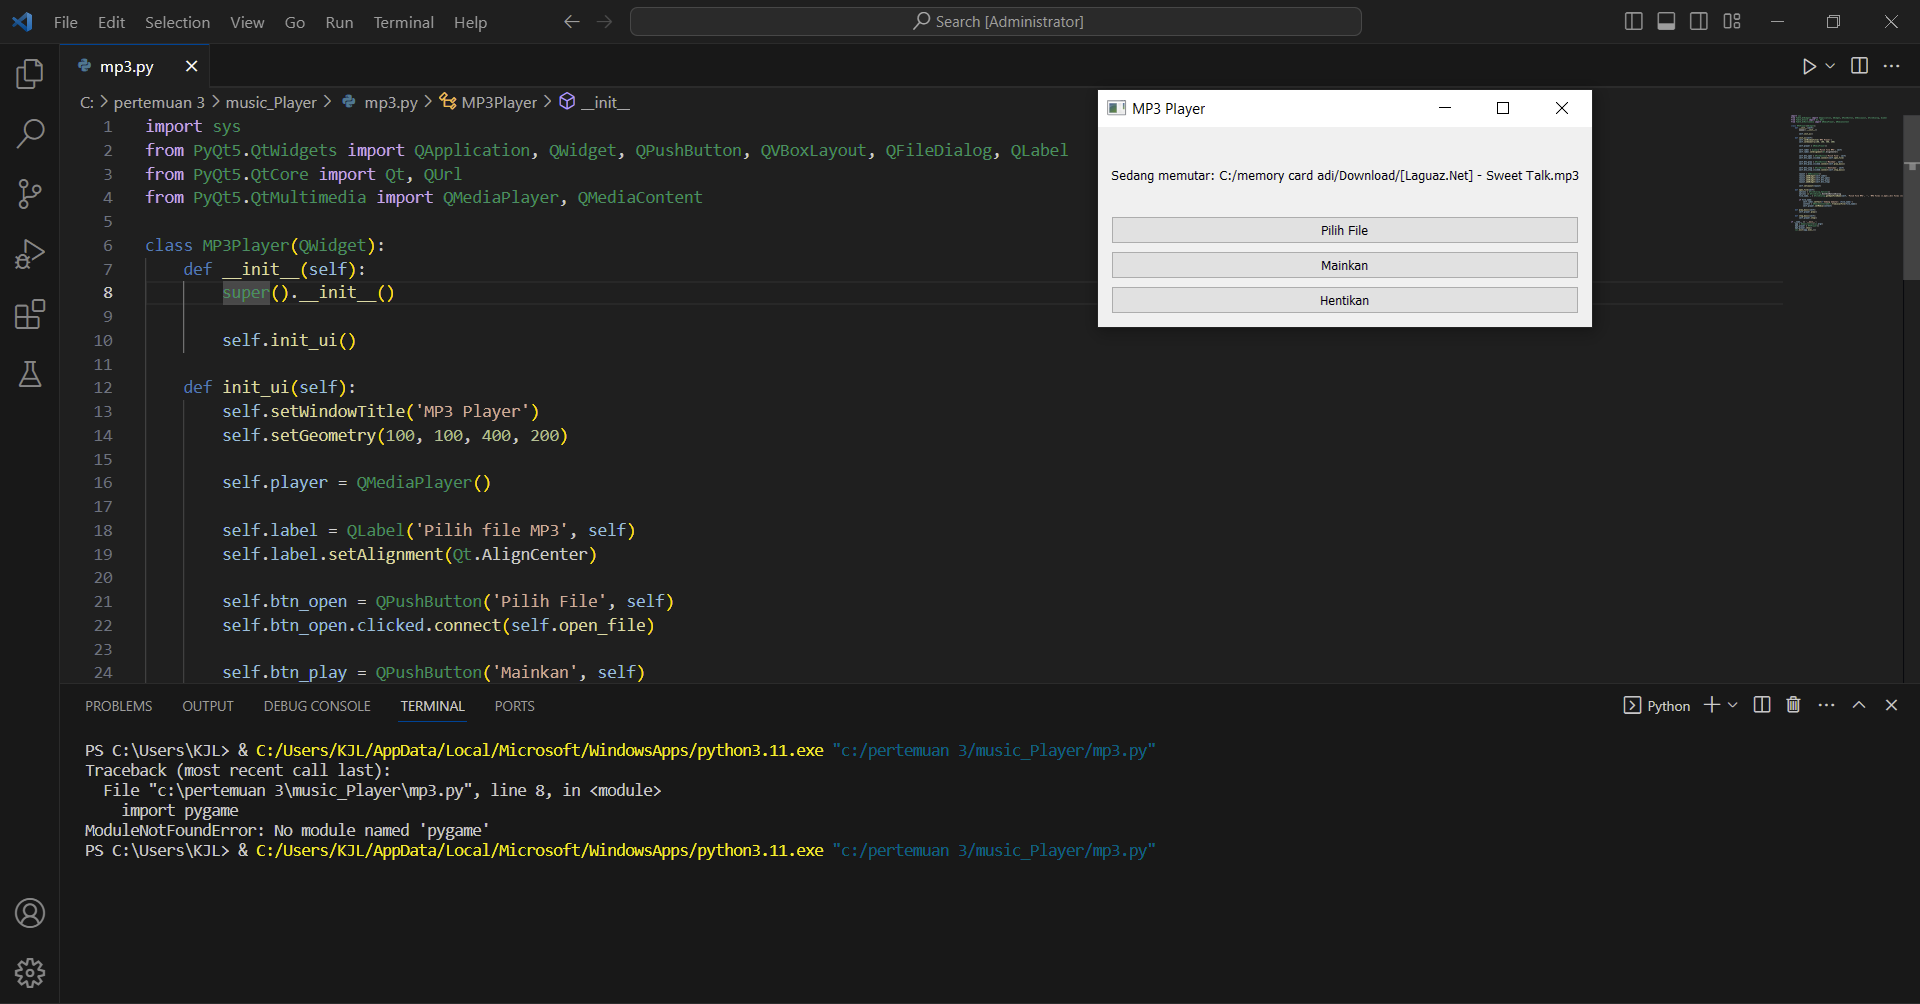 File Edit Selection View Go Run Terminal Help
Search [Administrator]
mp3.py
C: > pertemuan 3 > music_Player > mp3.py > MP3Player > __init__
1 import sys
2 from PyQt5.QtWidgets import QApplication, QWidget, QPushButton, QVBoxLayout, QFileDialog, QLabel
3 from PyQt5.QtCore import Qt, QUrl
4 from PyQt5.QtMultimedia import QMediaPlayer, QMediaContent
5
6 class MP3Player(QWidget):
7 def __init__(self):
8 super().__init__()
9
10 self.init_ui()
11
12 def init_ui(self):
13 self.setWindowTitle('MP3 Player')
14 self.setGeometry(100, 100, 400, 200)
15
16 self.player = QMediaPlayer()
17
18 self.label = QLabel('Pilih file MP3', self)
19 self.label.setAlignment(Qt.AlignCenter)
20
21 self.btn_open = QPushButton('Pilih File', self)
22 self.btn_open.clicked.connect(self.open_file)
23
24 self.btn_play = QPushButton('Mainkan', self)
MP3 Player
Sedang memutar: C:/memory card adi/Download/[Laguaz.Net] - Sweet Talk.mp3
Pilih File
Mainkan
Hentikan
PROBLEMS OUTPUT DEBUG CONSOLE TERMINAL PORTS
Python
PS C:\Users\KJL> & C:/Users/KJL/AppData/Local/Microsoft/WindowsApps/python3.11.exe "c:/pertemuan 3/music_Player/mp3.py"
Traceback (most recent call last):
File "c:\pertemuan 3\music_Player\mp3.py", line 8, in <module>
import pygame
ModuleNotFoundError: No module named 'pygame'
PS C:\Users\KJL> & C:/Users/KJL/AppData/Local/Microsoft/WindowsApps/python3.11.exe "c:/pertemuan 3/music_Player/mp3.py"